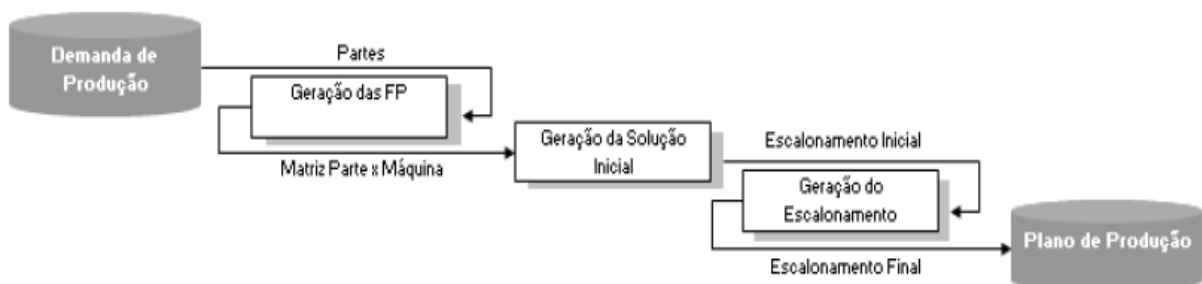 Demanda de
Produção
Partes
Geração das FP
Matriz Parte x Máquina
Geração da Solução
Inicial
Escalonamento Inicial
Geração do
Escalonamento
Escalonamento Final
Plano de Produção